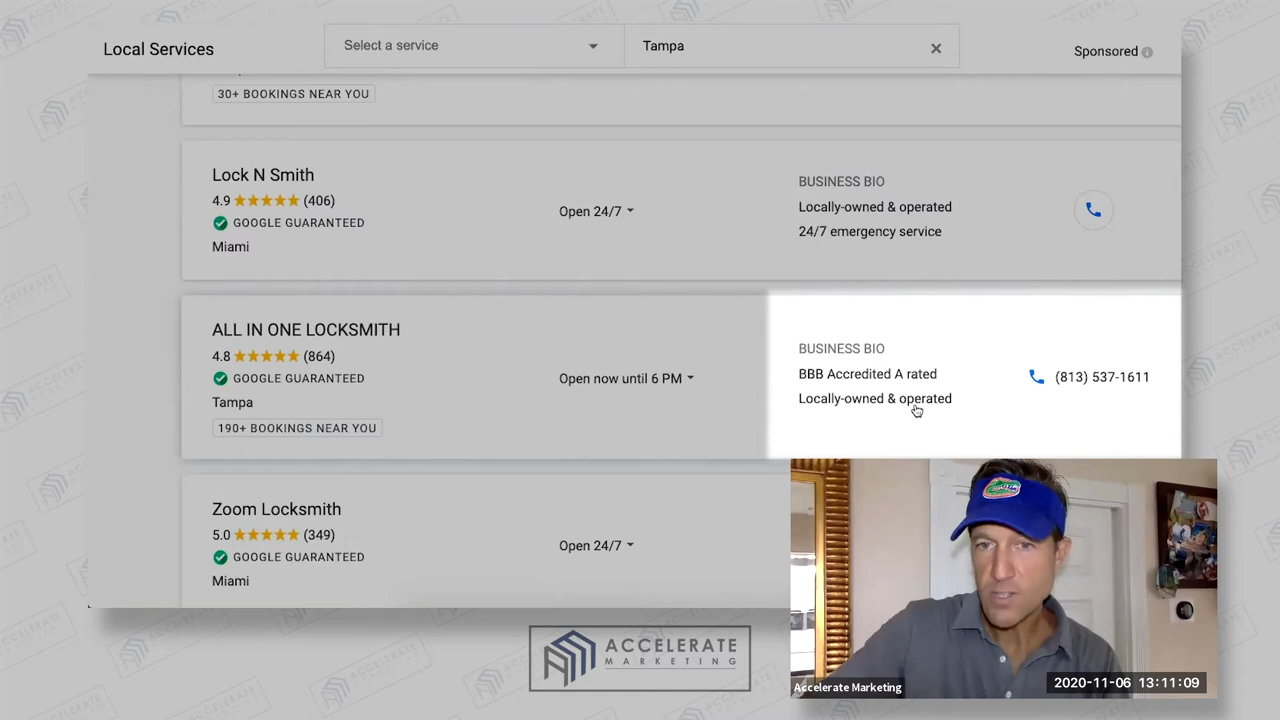 Local Services
Select a service
Tampa
Sponsored
30+ BOOKINGS NEAR YOU
Lock N Smith
4.9 (406)
GOOGLE GUARANTEED
Miami
Open 24/7
BUSINESS BIO
Locally-owned & operated
24/7 emergency service
ALL IN ONE LOCKSMITH
4.8 (864)
GOOGLE GUARANTEED
Tampa
190+ BOOKINGS NEAR YOU
Open now until 6 PM
BUSINESS BIO
BBB Accredited A rated
Locally-owned & operated
(813) 537-1611
Zoom Locksmith
5.0 (349)
GOOGLE GUARANTEED
Miami
Open 24/7
ACCELERATE
MARKETING
Accelerate Marketing
2020-11-06 13:11:09